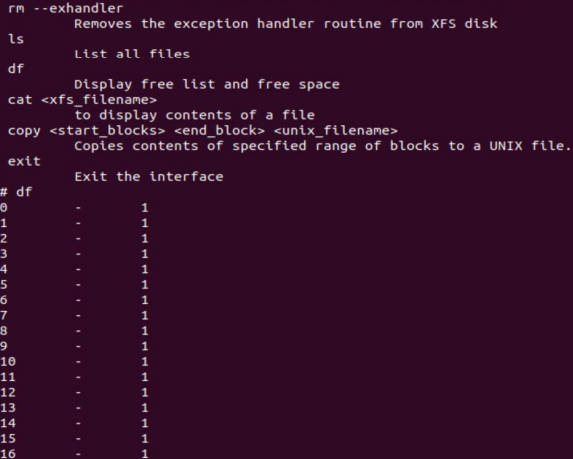 rm --exhandler
Removes the exception handler routine from XFS disk
ls
List all files
df
Display free list and free space
cat <xfs_filename>
to display contents of a file
copy <start_blocks> <end_block> <unix_filename>
Copies contents of specified range of blocks to a UNIX file.
exit
Exit the interface
# df
0 - 1
1 - 1
2 - 1
3 - 1
4 - 1
5 - 1
6 - 1
7 - 1
8 - 1
9 - 1
10 - 1
11 - 1
12 - 1
13 - 1
14 - 1
15 - 1
16 - 1